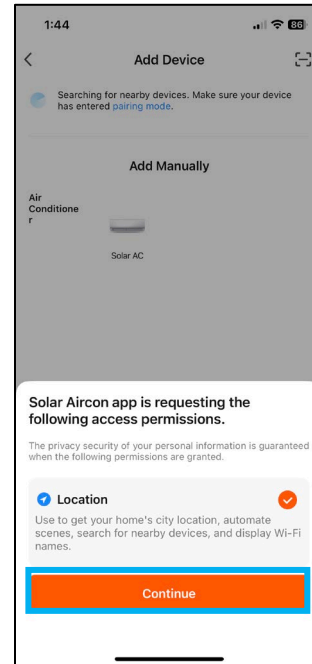 1:44
86
Add Device
Searching for nearby devices. Make sure your device
has entered pairing mode.
Add Manually
Air
Conditione
r
Solar AC
Solar Aircon app is requesting the
following access permissions.
The privacy security of your personal information is guaranteed
when the following permissions are granted.
Location
Use to get your home's city location, automate
scenes, search for nearby devices, and display Wi-Fi
names.
Continue